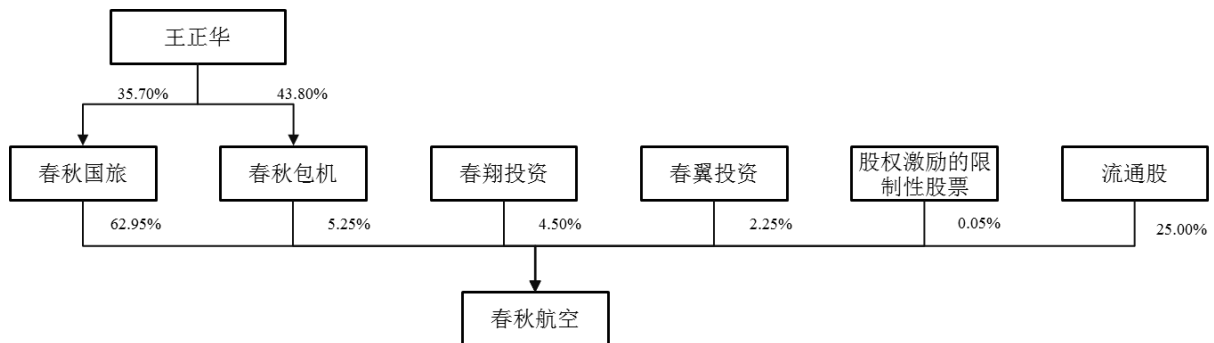 王正华
35.70%
43.80%
春秋国旅
春秋包机
春翔投资
春翼投资
股权激励的限
制性股票
流通股
62.95%
5.25%
4.50%
2.25%
0.05%
25.00%
春秋航空